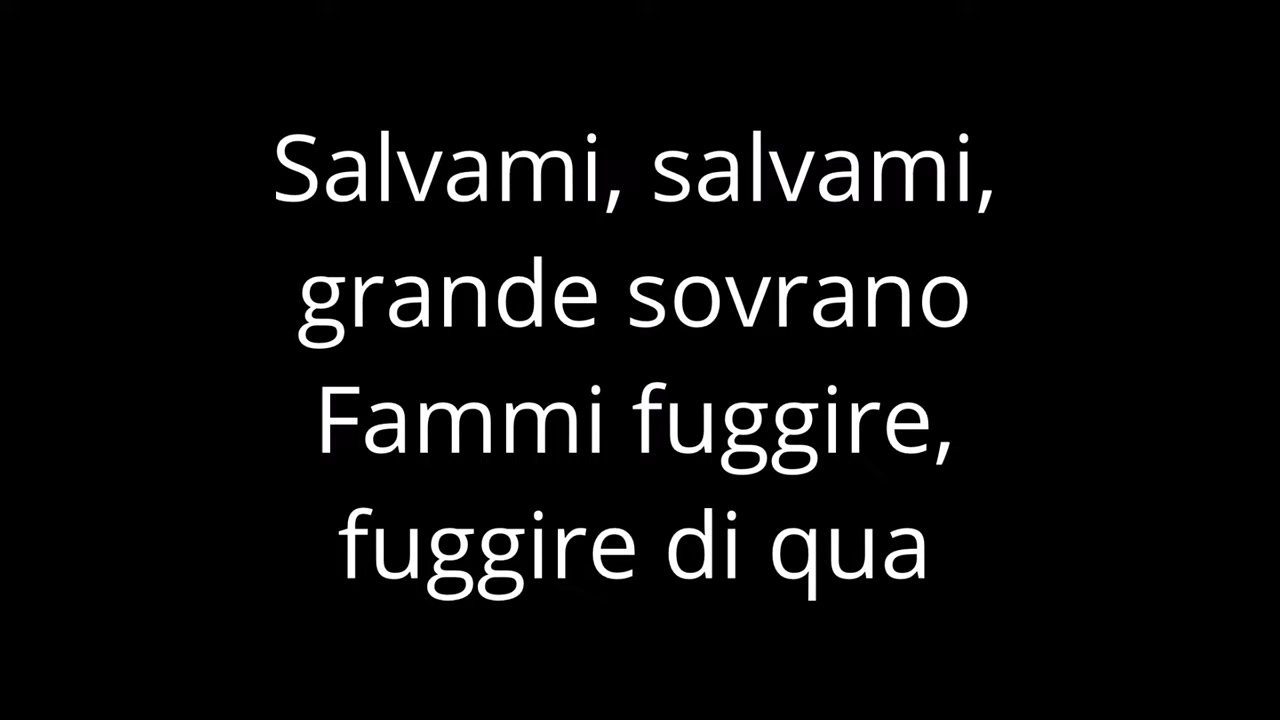 Salvami, salvami,
grande sovrano
Fammi fuggire,
fuggire di qua